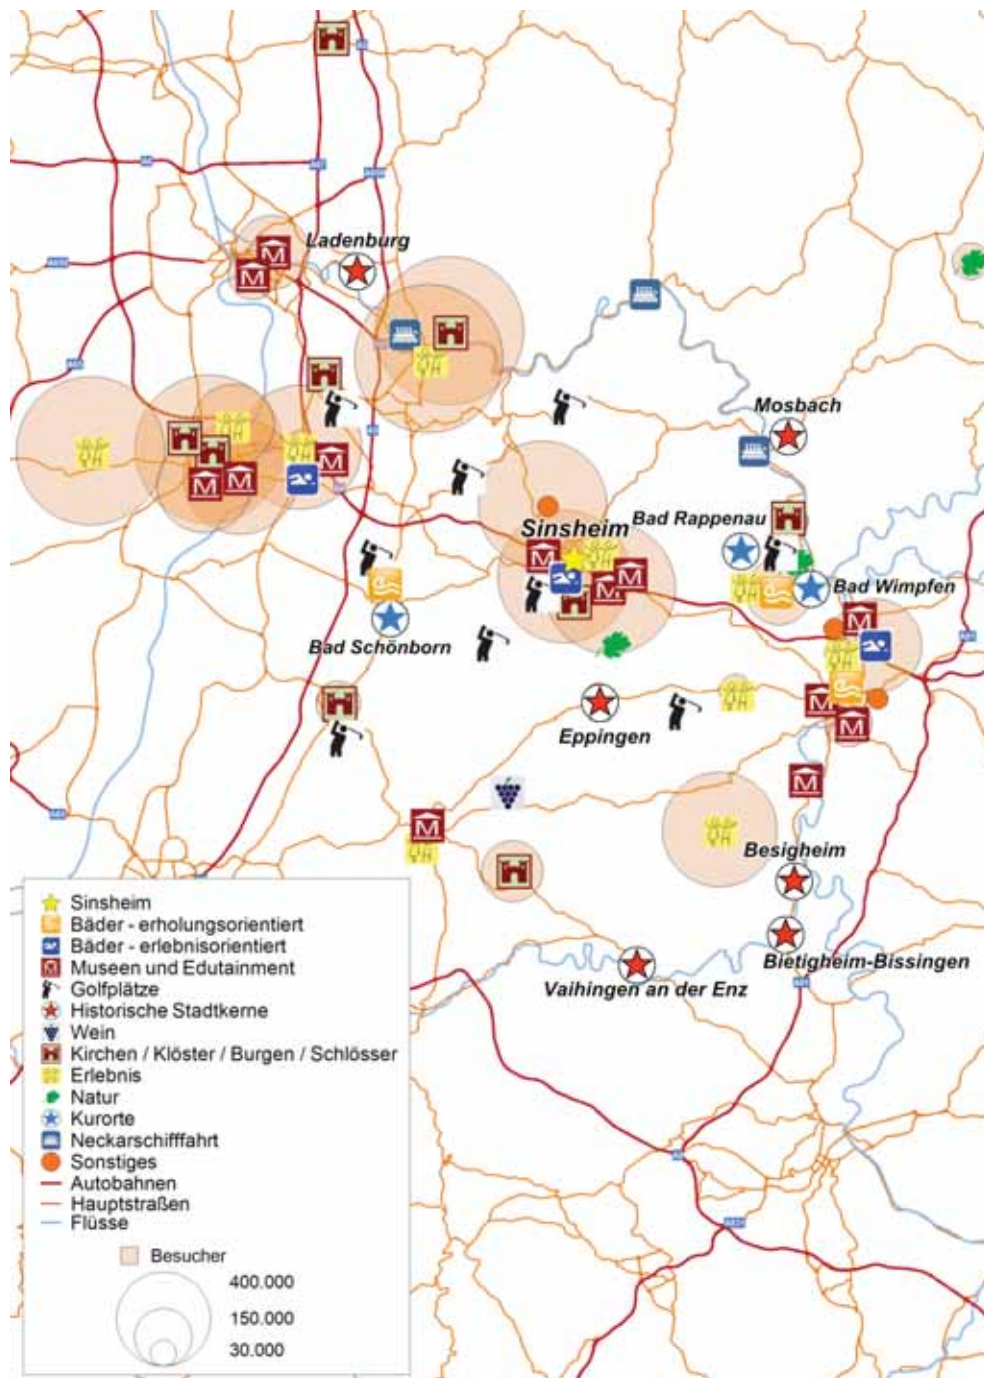 Ladenburg
Mosbach
Sinsheim
Bad Rappenau
Bad Wimpfen
Bad Schönborn
Eppingen
Besigheim
Bietigheim-Bissingen
Vaihingen an der Enz
Sinsheim
Bäder - erholungsorientiert
Bäder - erlebnisorientiert
Museen und Edutainment
Golfplätze
Historische Stadtkerne
Wein
Kirchen / Klöster / Burgen / Schlösser
Erlebnis
Natur
Kurorte
Neckarschifffahrt
Sonstiges
Autobahnen
Hauptstraßen
Flüsse
Besucher
400.000
150.000
30.000